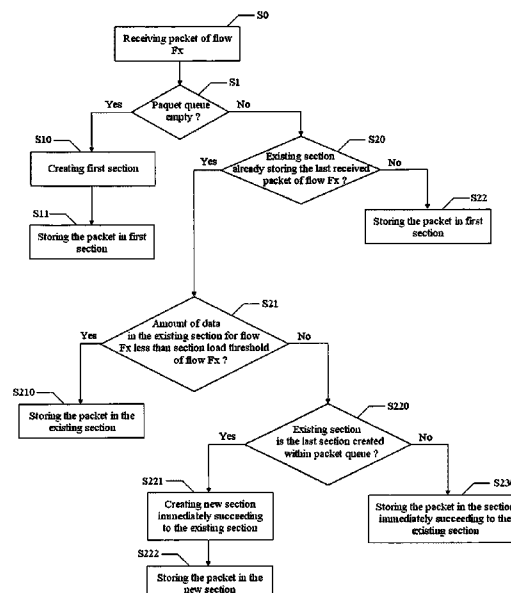 S0
Receiving packet of flow
Fx
S1
Paquet queue
empty ?
Yes
No
S10
Creating first section
S11
Storing the packet in first
section
S20
Existing section
already storing the last received
packet of flow Fx ?
Yes
No
S22
Storing the packet in first
section
S21
Amount of data
in the existing section for flow
Fx less than section load threshold
of flow Fx ?
Yes
No
S210
Storing the packet in the
existing section
S220
Existing section
is the last section created
within packet queue ?
Yes
No
S221
Creating new section
immediately succeeding
to the existing section
S230
Storing the packet in the section
immediately succeeding to the
existing section
S222
Storing the packet in the
new section